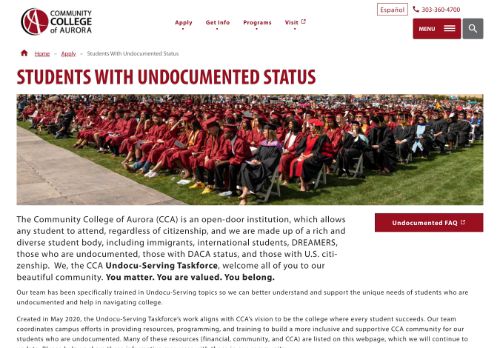 COMMUNITY
COLLEGE
of AURORA
Español
303-360-4700
Apply Get Info Programs Visit
MENU
Home - Apply - Students With Undocumented Status
STUDENTS WITH UNDOCUMENTED STATUS
The Community College of Aurora (CCA) is an open-door institution, which allows
any student to attend, regardless of citizenship, and we are made up of a rich and
diverse student body, including immigrants, international students, DREAMERS,
those who are undocumented, those with DACA status, and those with U.S. citi-
zenship. We, the CCA Undocu-Serving Taskforce, welcome all of you to our
beautiful community. You matter. You are valued. You belong.
Undocumented FAQ
Our team has been specifically trained in Undocu-Serving topics so we can better understand and support the unique needs of students who are
undocumented and help in navigating college.
Created in May 2020, the Undocu-Serving Taskforce's work aligns with CCA's vision to be the college where every student succeeds. Our team
coordinates campus efforts in providing resources, programming, and training to build a more inclusive and supportive CCA community for our
students who are undocumented. Many of these resources (financial, community, and CCA) are listed on this webpage, which we will continue to